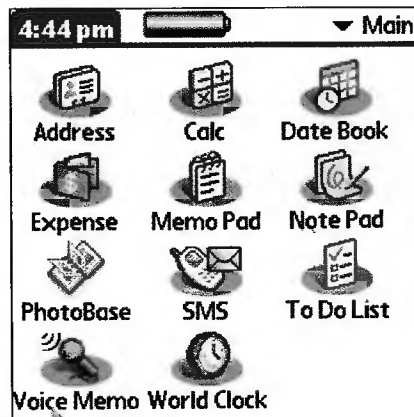 4:44 pm Main
Address Calc Date Book
Expense Memo Pad Note Pad
PhotoBase SMS To Do List
Voice Memo World Clock